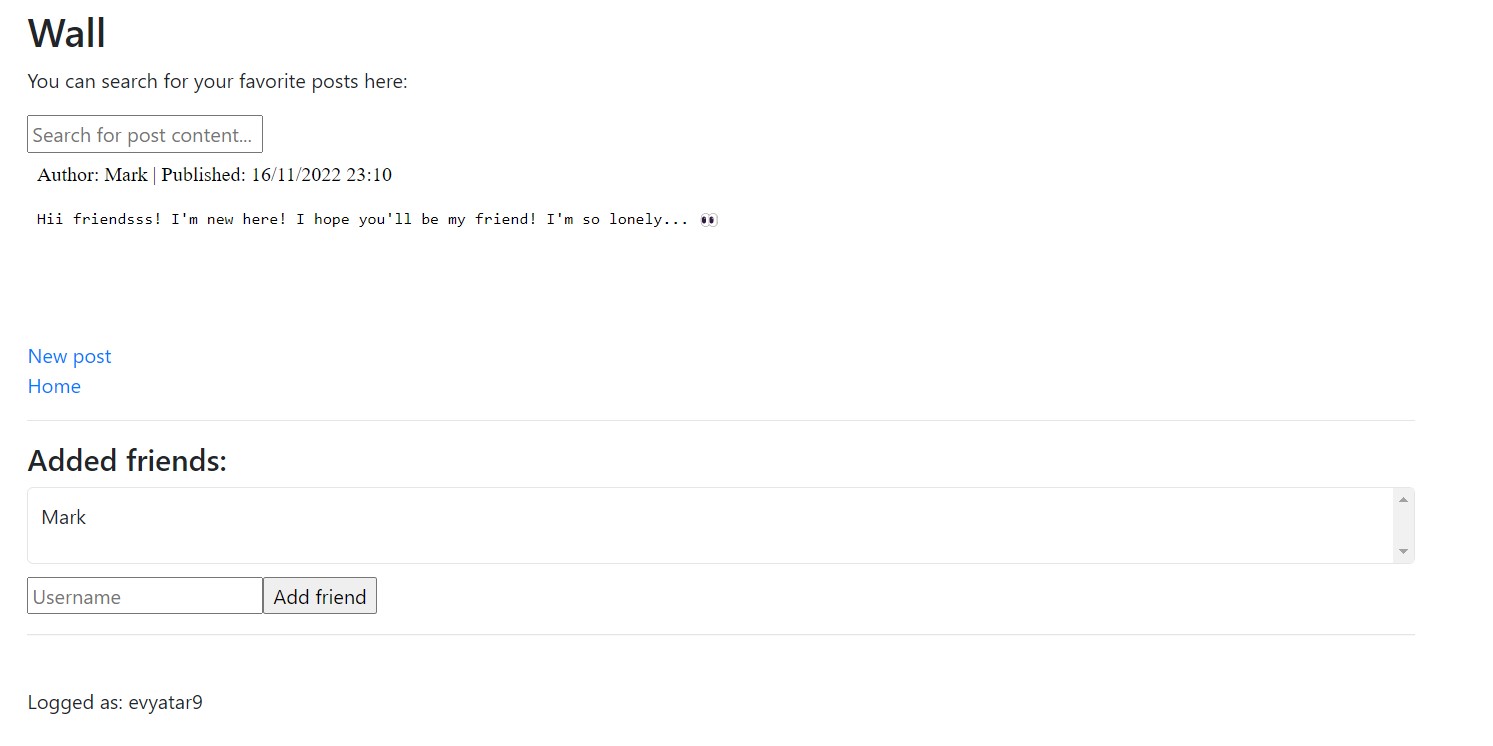 Wall
You can search for your favorite posts here:
Search for post content...
Author: Mark | Published: 16/11/2022 23:10
Hii friendsss! I'm new here! I hope you'll be my friend! I'm so lonely... 👀
New post
Home
Added friends:
Mark
Username Add friend
Logged as: evyatar9